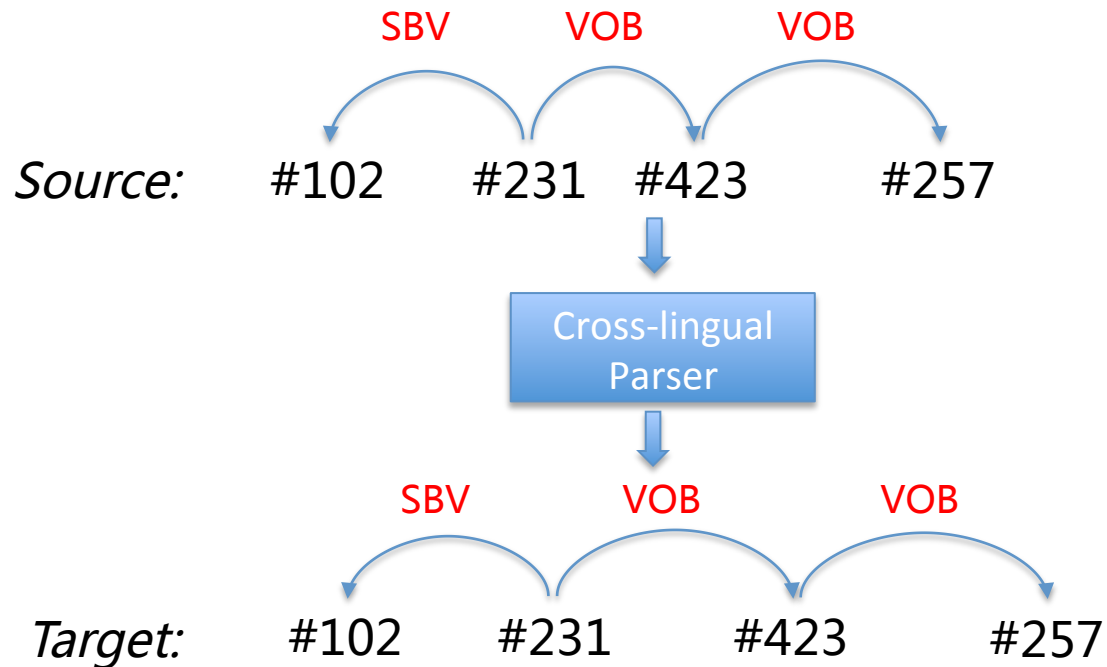 SBV VOB VOB
Source: #102 #231 #423 #257
Cross-lingual
Parser
SBV VOB VOB
Target: #102 #231 #423 #257